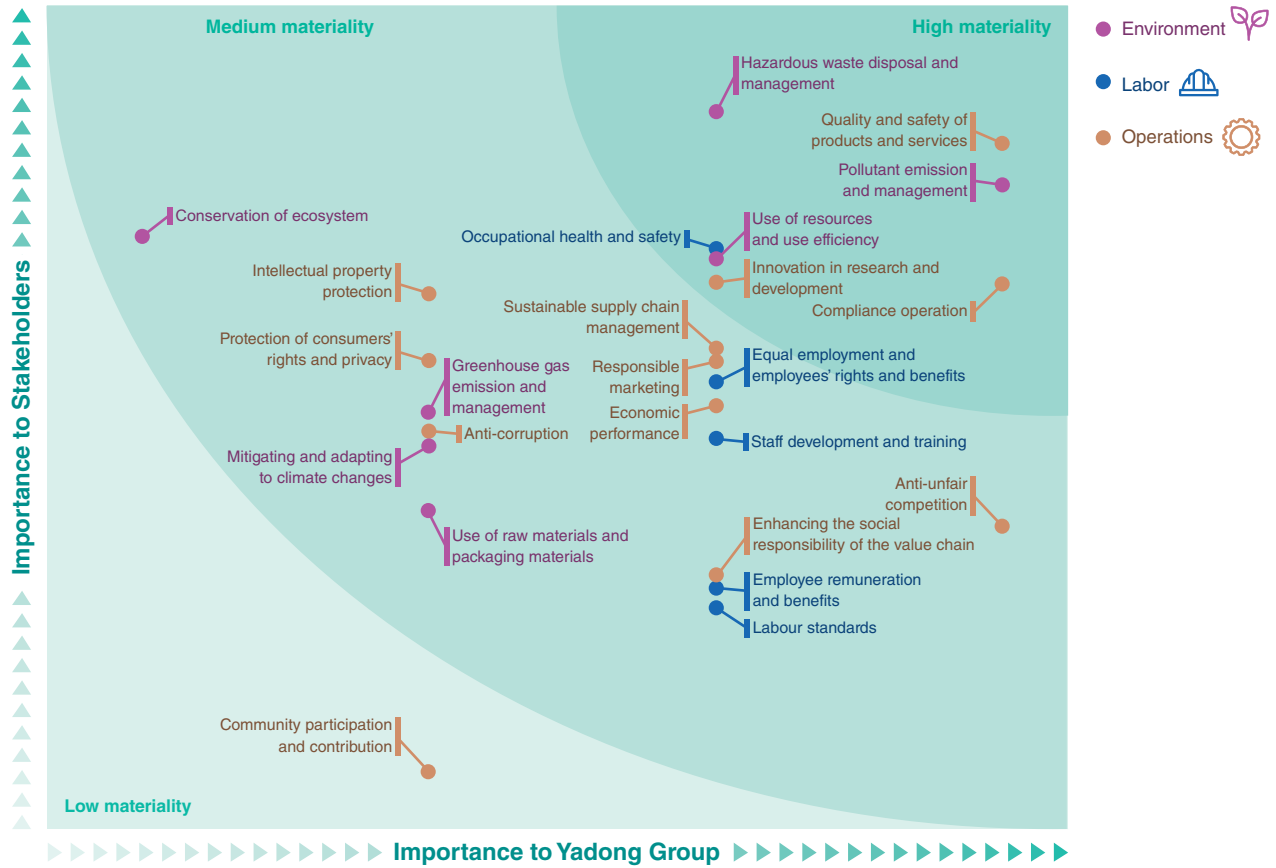 Medium materiality
High materiality
Environment
Labor
Operations
Hazardous waste disposal and
management
Quality and safety of
products and services
Pollutant emission
and management
Conservation of ecosystem
Use of resources
and use efficiency
Occupational health and safety
Intellectual property
protection
Innovation in research and
development
Sustainable supply chain
management
Compliance operation
Protection of consumers'
rights and privacy
Greenhouse gas
emission and
management
Responsible
marketing
Equal employment and
employees' rights and benefits
Economic
performance
Anti-corruption
Staff development and training
Mitigating and adapting
to climate changes
Anti-unfair
competition
Use of raw materials and
packaging materials
Enhancing the social
responsibility of the value chain
Employee remuneration
and benefits
Labour standards
Community participation
and contribution
Low materiality
Importance to Stakeholders
Importance to Yadong Group